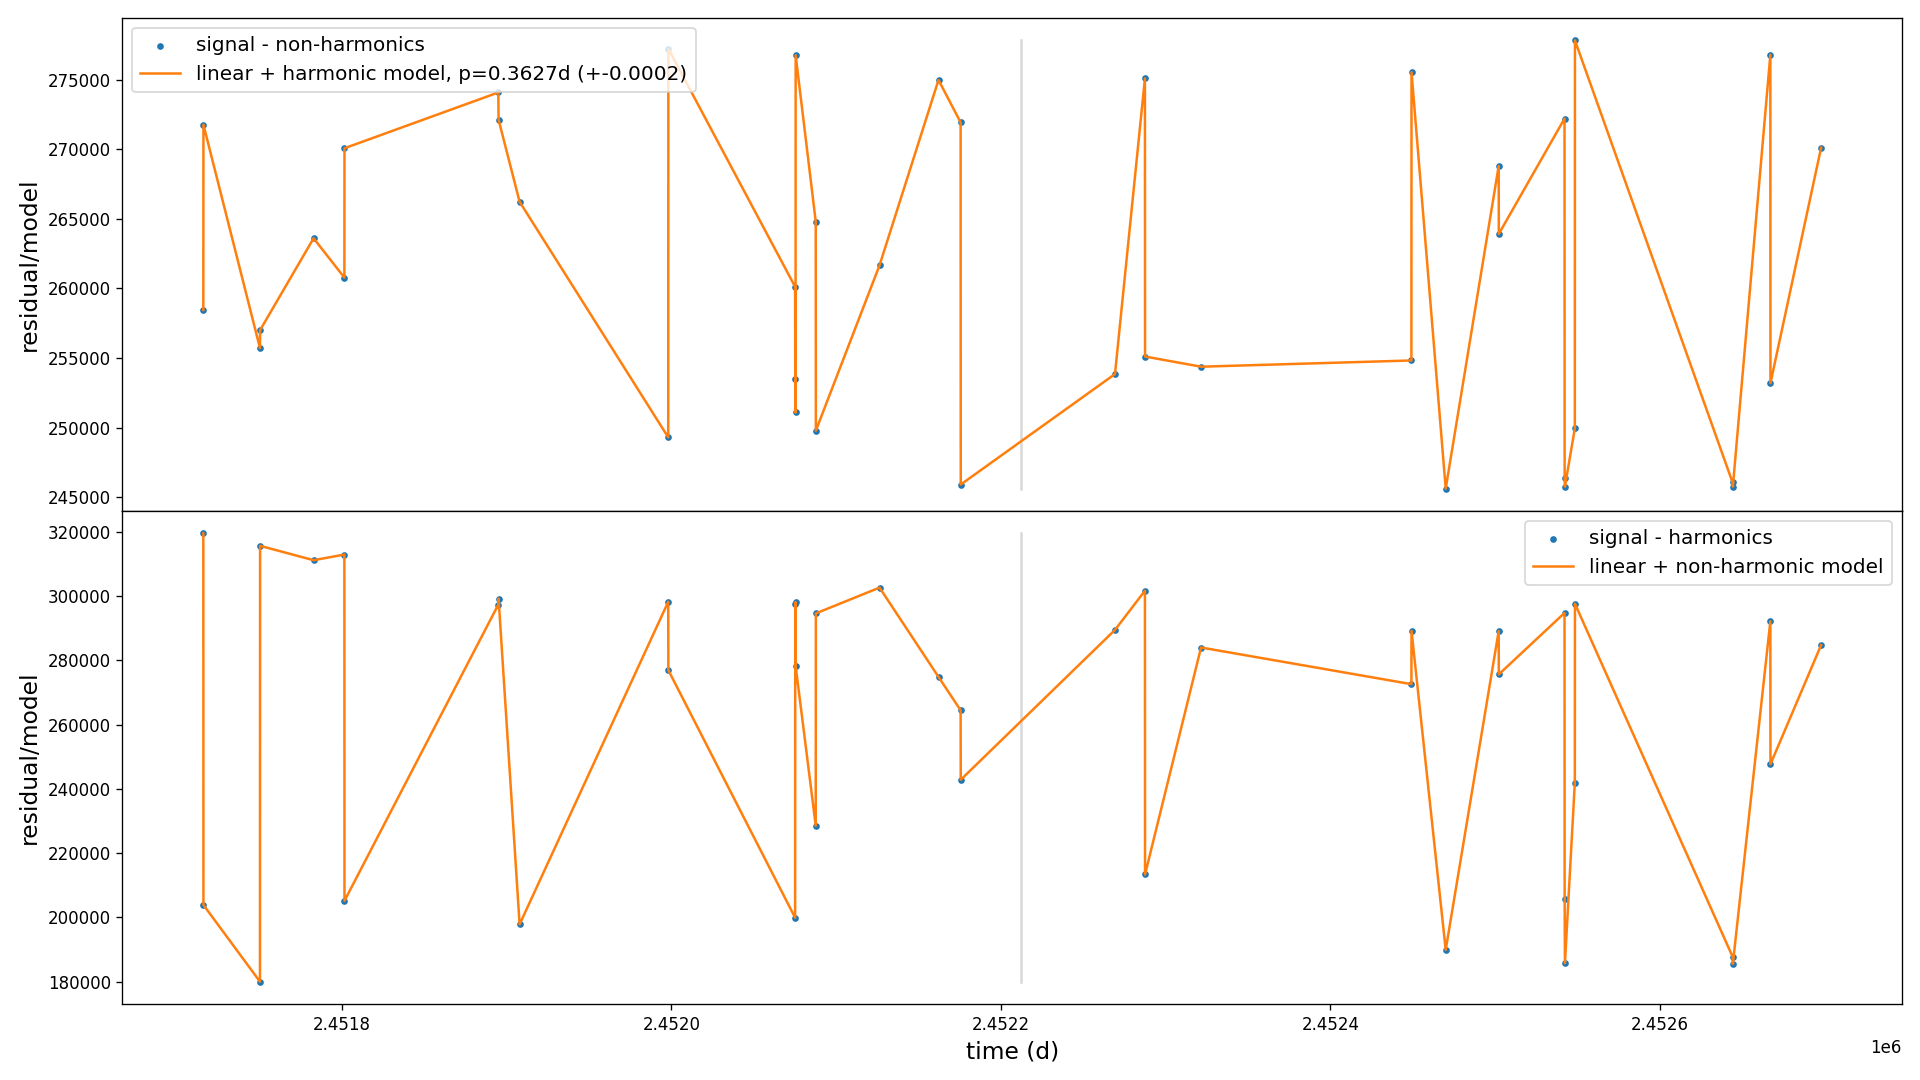 signal - non-harmonics
linear + harmonic model, p=0.3627d (+-0.0002)
residual/model
275000
270000
265000
260000
255000
250000
245000
signal - harmonics
linear + non-harmonic model
residual/model
320000
300000
280000
260000
240000
220000
200000
180000
2.4518
2.4520
2.4522
2.4524
2.4526
time (d)
1e6